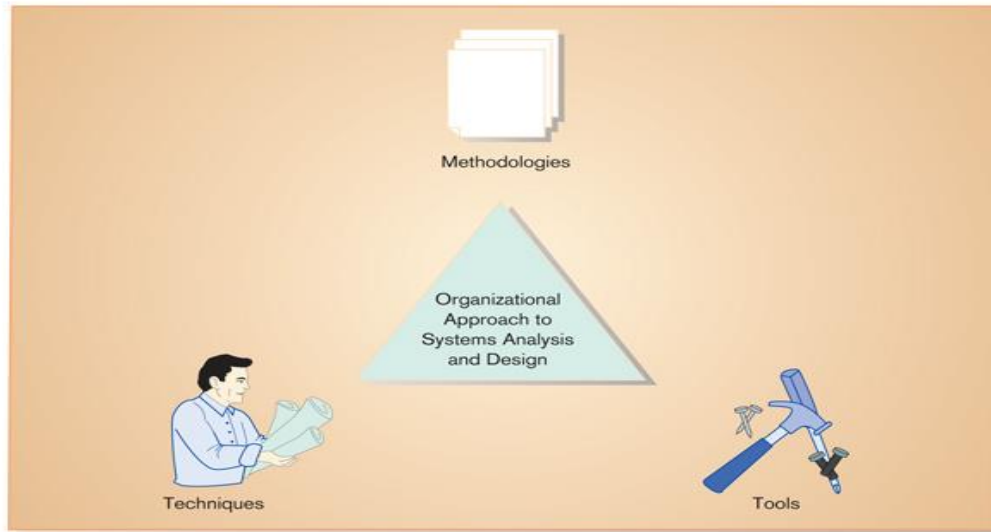 Methodologies
Organizational
Approach to
Systems Analysis
and Design
Techniques
Tools